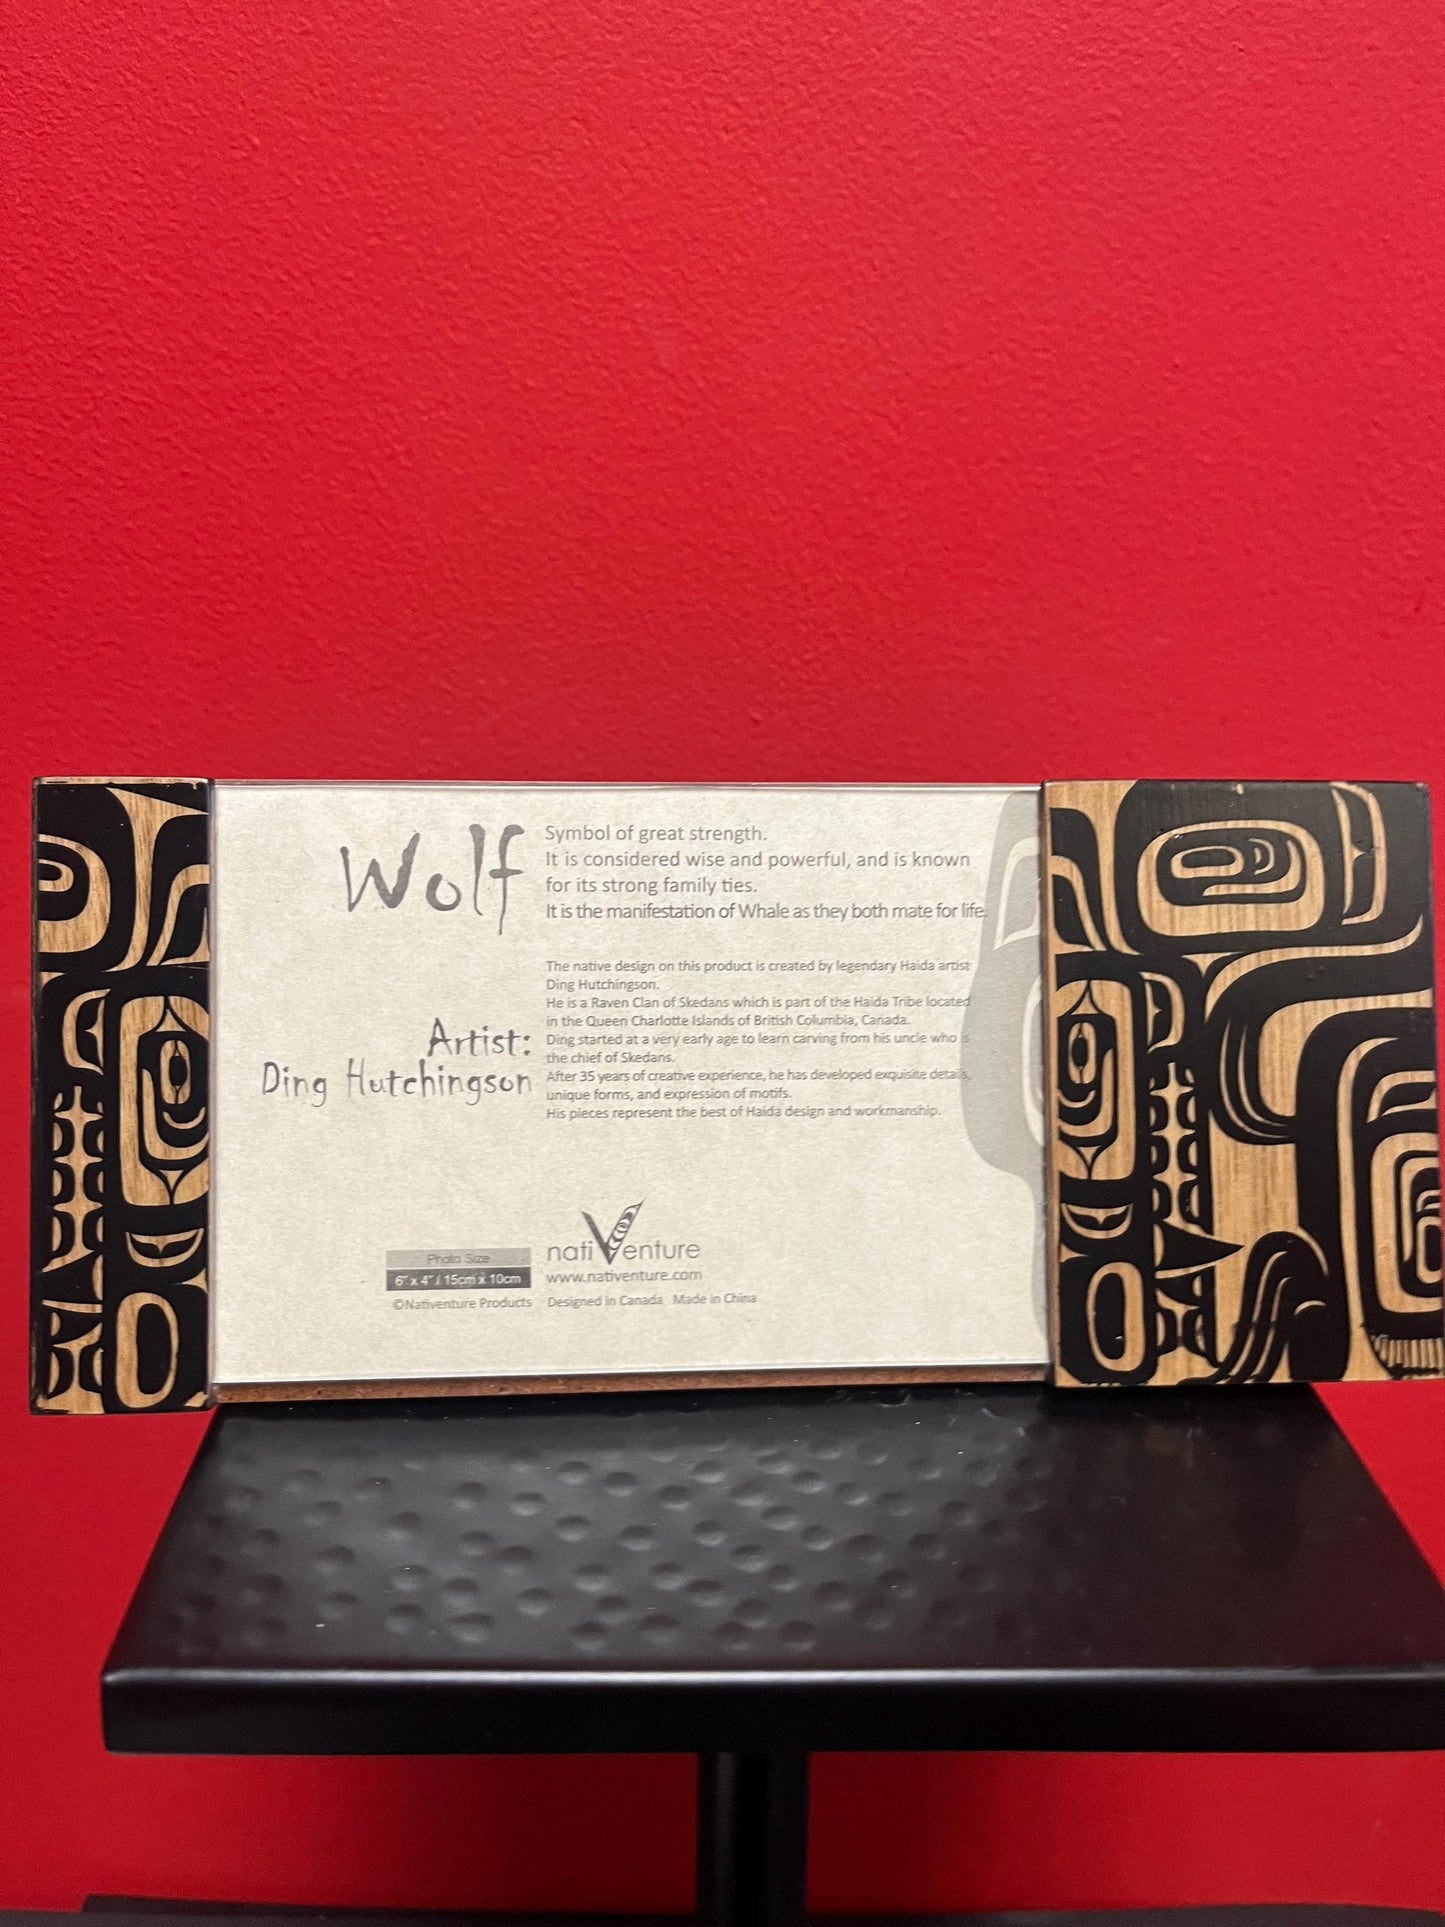 Wolf
Symbol of great strength.
It is considered wise and powerful, and is known
for its strong family ties.
It is the manifestation of Whale as they both mate for life.
Artist:
Ding Hutchingson
The native design on this product is created by legendary Haida artist
Ding Hutchingson.
He is a Raven Clan of Skedans which is part of the Haida Tribe located
in the Queen Charlotte Islands of British Columbia, Canada.
Ding started at a very early age to learn carving from his uncle who is
the chief of Skedans.
After 35 years of creative experience, he has developed exquisite details,
unique forms, and expression of motifs.
His pieces represent the best of Haida design and workmanship.
Photo Size
6" x 4" / 15cm x 10cm
©Nativenture Products
natiVenture
www.nativenture.com
Designed in Canada Made in China